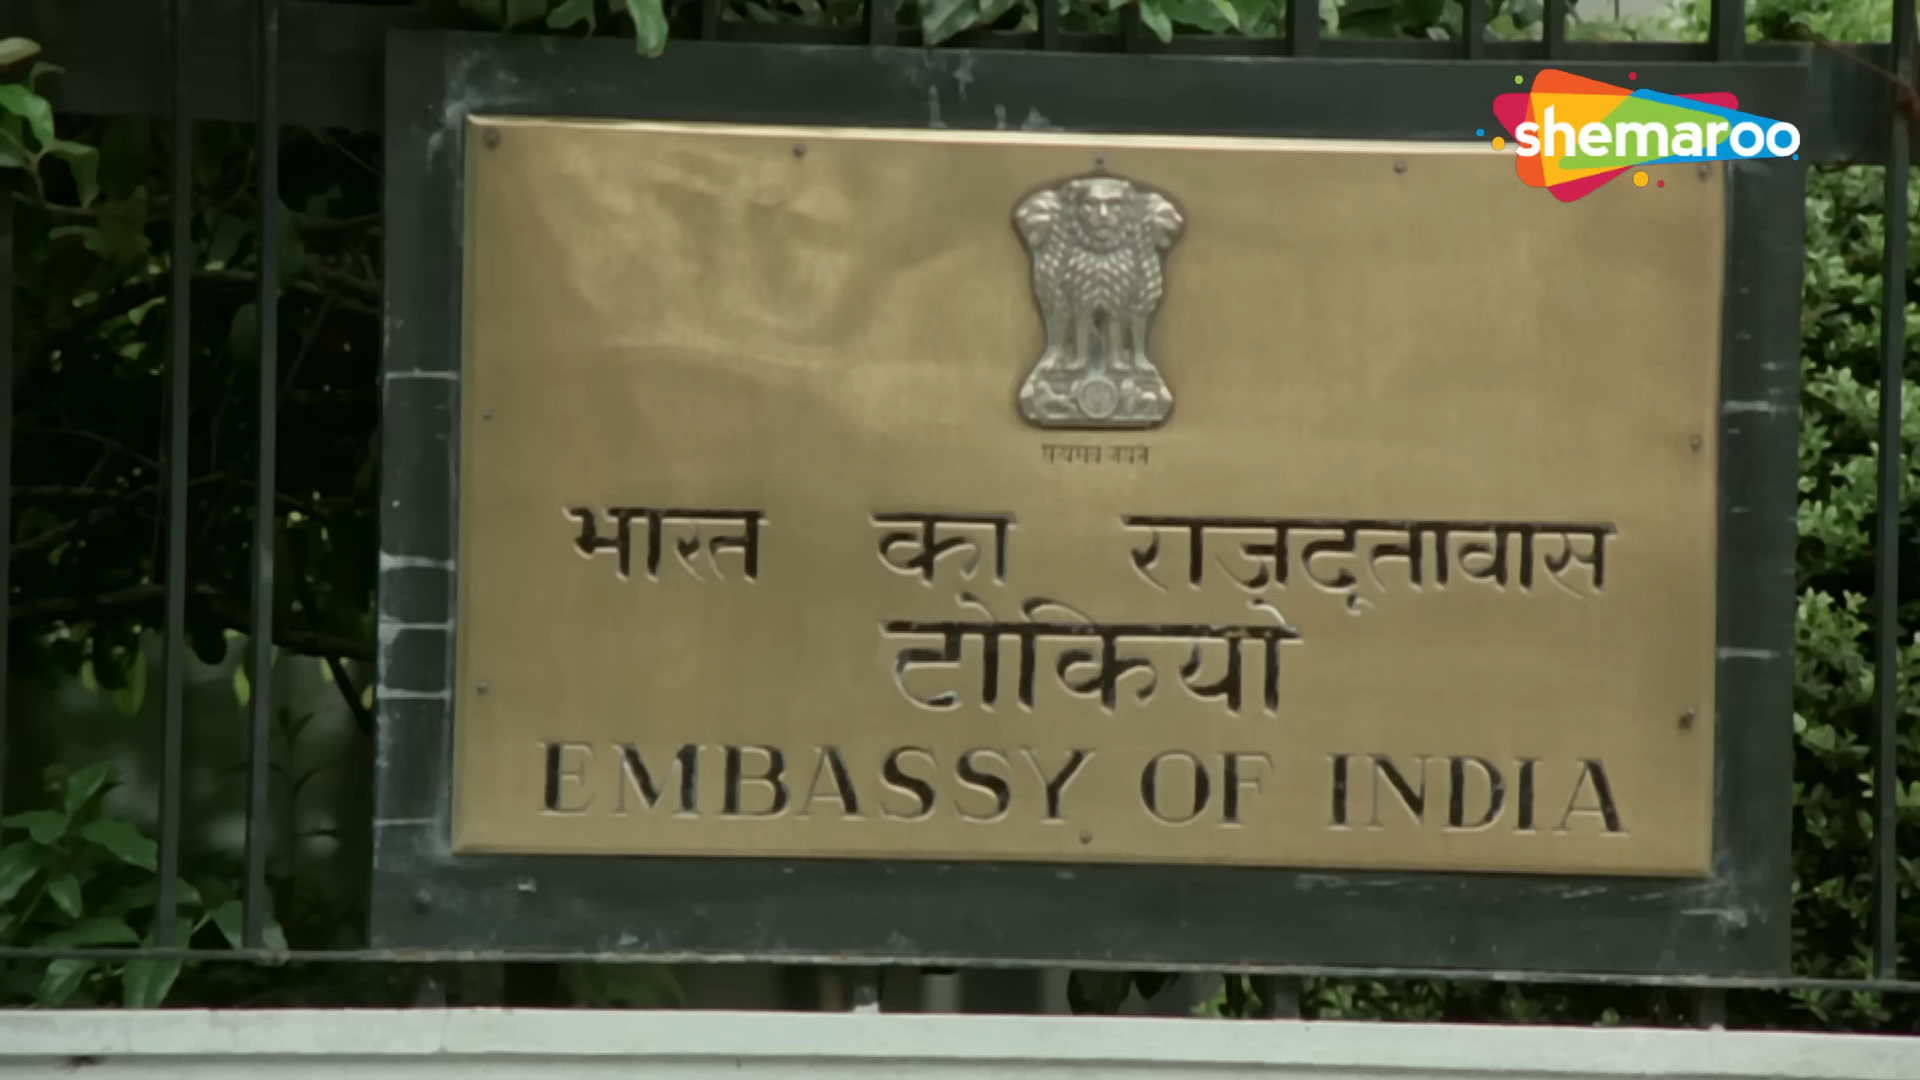 shemaroo
सत्यमेव जयते
भारत का राजदूतावास
टोकियो
EMBASSY OF INDIA